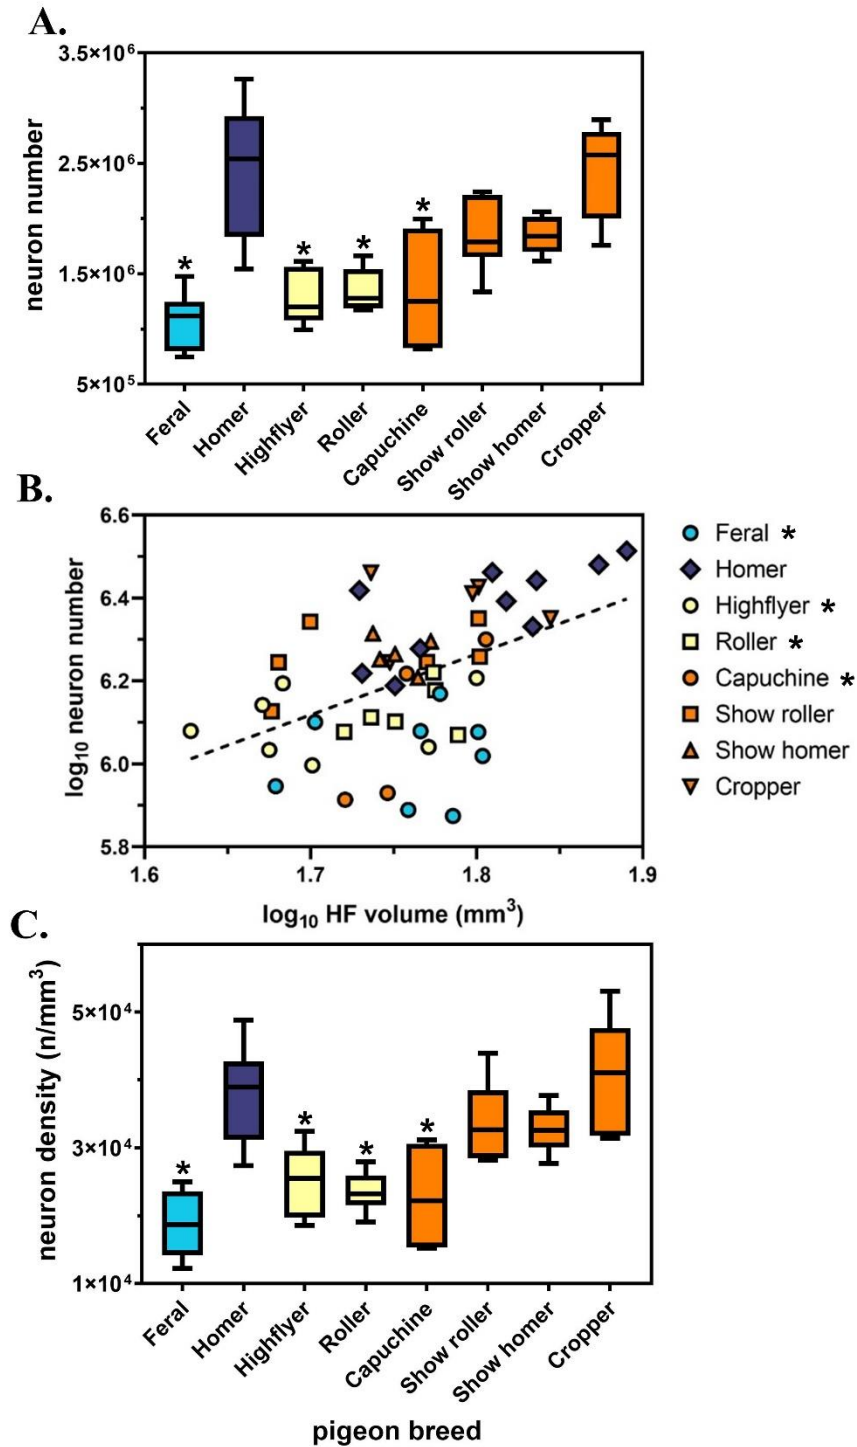 A.
3.5×10⁶
2.5×10⁶
1.5×10⁶
5×10⁵
neuron number
*
*
*
*
Feral
Homer
Highflyer
Roller
Capuchine
Show roller
Show homer
Cropper
B.
6.6
6.4
6.2
6.0
5.8
log₁₀ neuron number
1.6
1.7
1.8
1.9
log₁₀ HF volume (mm³)
Feral *
Homer
Highflyer *
Roller *
Capuchine *
Show roller
Show homer
Cropper
C.
5×10⁴
3×10⁴
1×10⁴
neuron density (n/mm³)
*
*
*
*
Feral
Homer
Highflyer
Roller
Capuchine
Show roller
Show homer
Cropper
pigeon breed